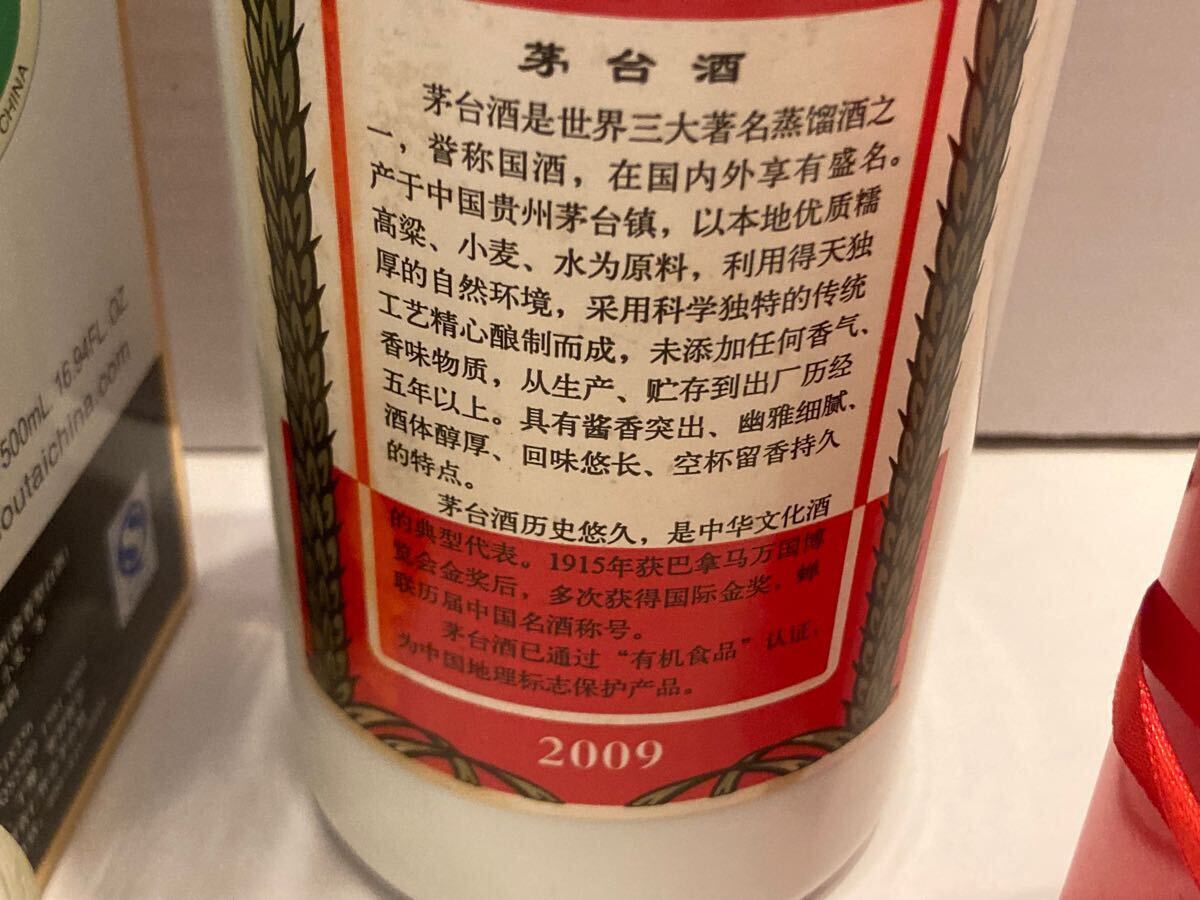 CHINA
500mL 16.94FL.OZ
outaichina.com
茅台酒
茅台酒是世界三大著名蒸馏酒之
一，誉称国酒，在国内外享有盛名。
产于中国贵州茅台镇，以本地优质糯
高粱、小麦、水为原料，利用得天独
厚的自然环境，采用科学独特的传统
工艺精心酿制而成，未添加任何香气、
香味物质，从生产、贮存到出厂历经
五年以上。具有酱香突出、幽雅细腻、
酒体醇厚、回味悠长、空杯留香持久
的特点。
茅台酒历史悠久，是中华文化酒
的典型代表。1915年获巴拿马万国博
览会金奖后，多次获得国际金奖，蝉
联历届中国名酒称号。
茅台酒已通过“有机食品”认证，
为中国地理标志保护产品。
2009